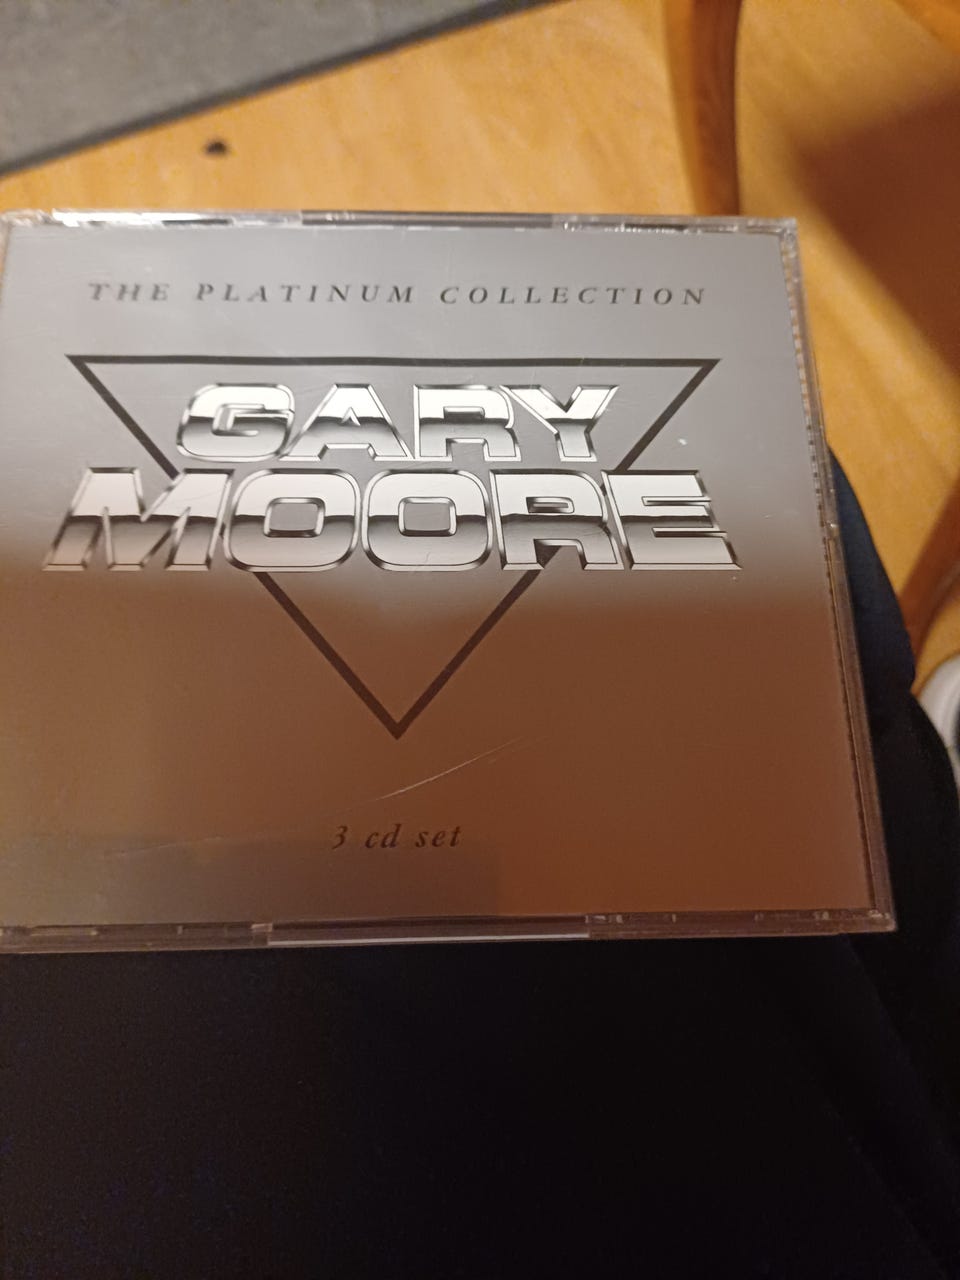 THE PLATINUM COLLECTION
GARY
MOORE
3 cd set